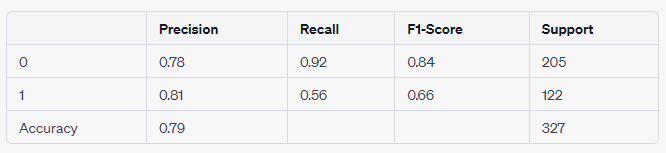 Precision Recall F1-Score Support
0 0.78 0.92 0.84 205
1 0.81 0.56 0.66 122
Accuracy 0.79 327